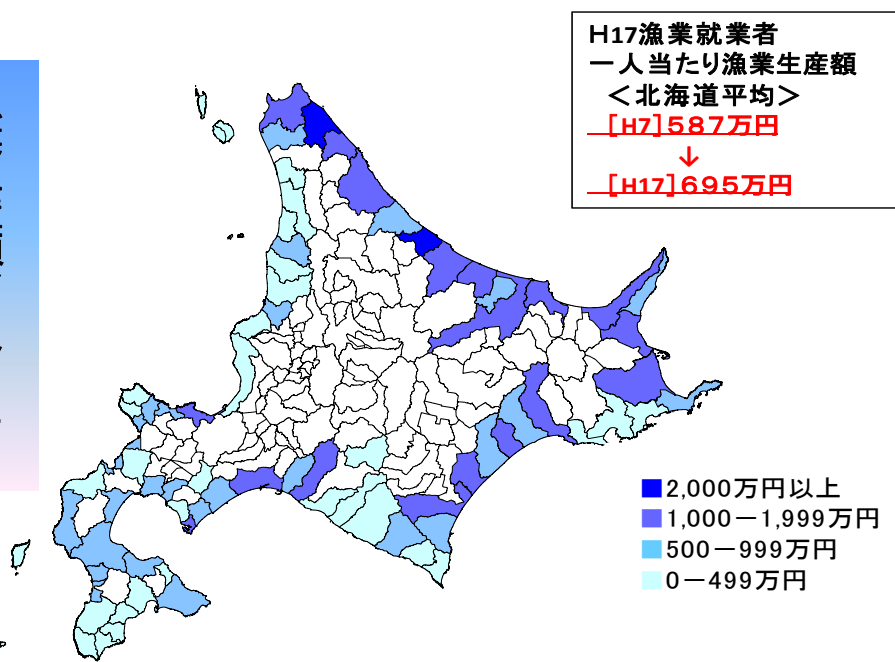 H17漁業就業者
一人当たり漁業生産額
＜北海道平均＞
［H7］５８７万円
↓
［H17］６９５万円
2,000万円以上
1,000－1,999万円
500－999万円
0－499万円